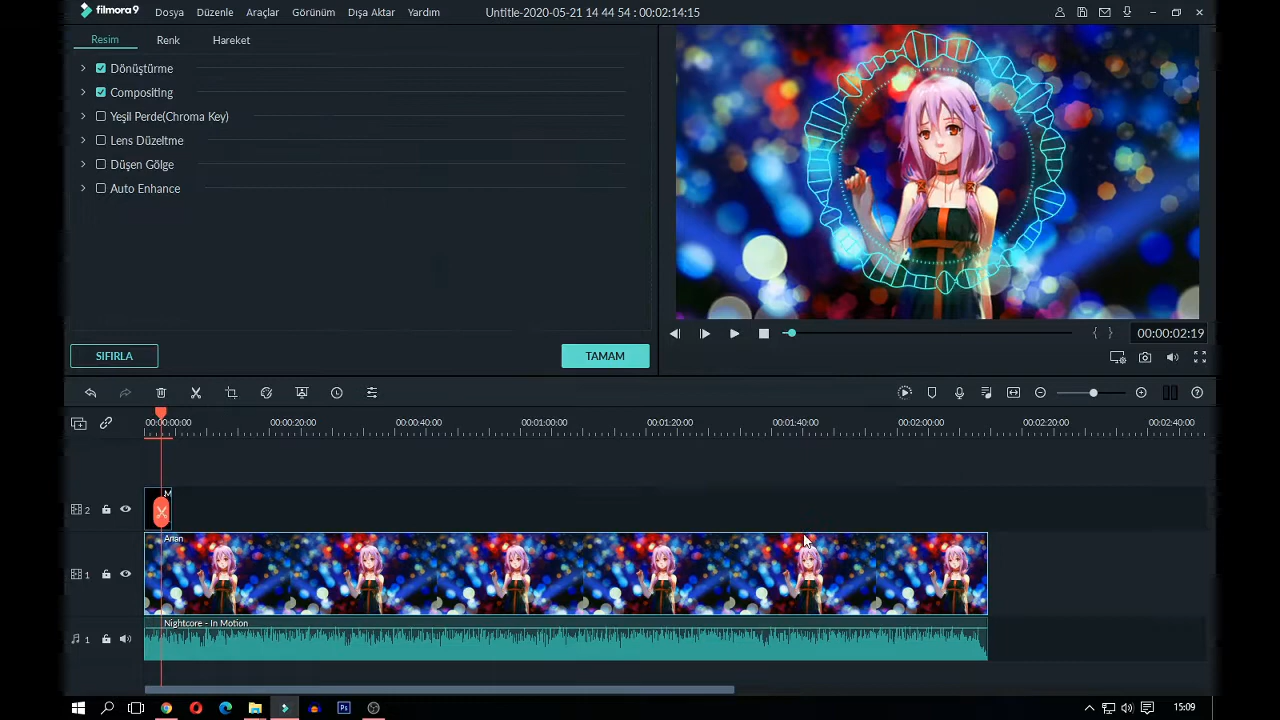 filmora9 Dosya Düzenle Araçlar Görünüm Dışa Aktar Yardım Untitle-2020-05-21 14 44 54 : 00:02:14:15
Resim Renk Hareket
Dönüştürme
Compositing
Yeşil Perde(Chroma Key)
Lens Düzeltme
Düşen Gölge
Auto Enhance
SIFIRLA TAMAM
00:00:02:19
00:00:00:00 00:00:20:00 00:00:40:00 00:01:00:00 00:01:20:00 00:01:40:00 00:02:00:00 00:02:20:00 00:02:40:00
2 M
Arıan
1
Nightcore - In Motion
1
Ps 15:09